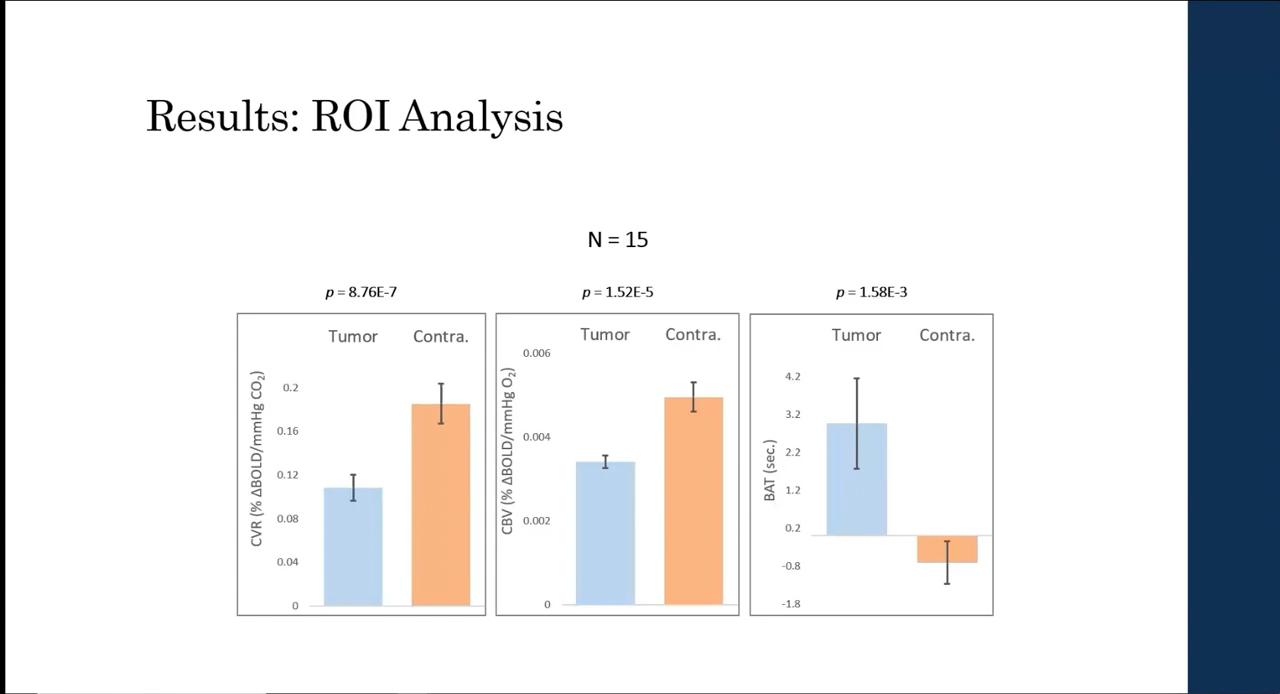 Results: ROI Analysis
N = 15
p = 8.76E-7
Tumor
Contra.
CVR (% ΔBOLD/mmHg CO₂)
0.2
0.16
0.12
0.08
0.04
0
p = 1.52E-5
Tumor
Contra.
CBV (% ΔBOLD/mmHg O₂)
0.006
0.004
0.002
0
p = 1.58E-3
Tumor
Contra.
BAT (sec.)
4.2
3.2
2.2
1.2
0.2
-0.8
-1.8